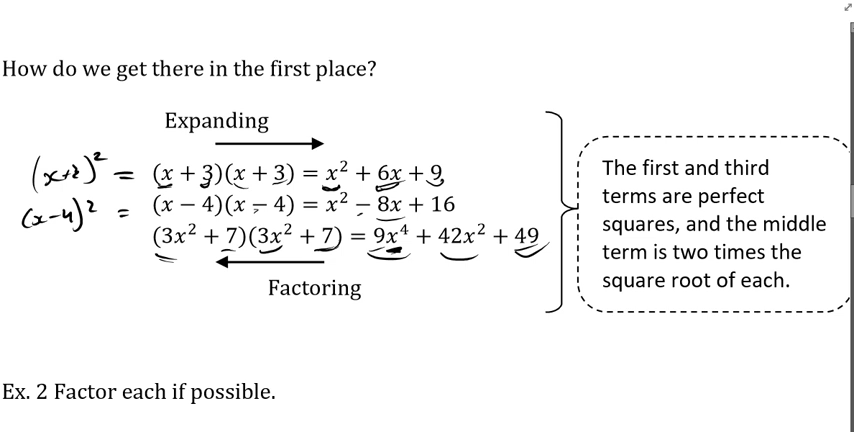 How do we get there in the first place?
Expanding
(x+3)² = (x + 3)(x + 3) = x² + 6x + 9
(x-4)² = (x − 4)(x − 4) = x² − 8x + 16
(3x² + 7)(3x² + 7) = 9x⁴ + 42x² + 49
Factoring
The first and third
terms are perfect
squares, and the middle
term is two times the
square root of each.
Ex. 2 Factor each if possible.